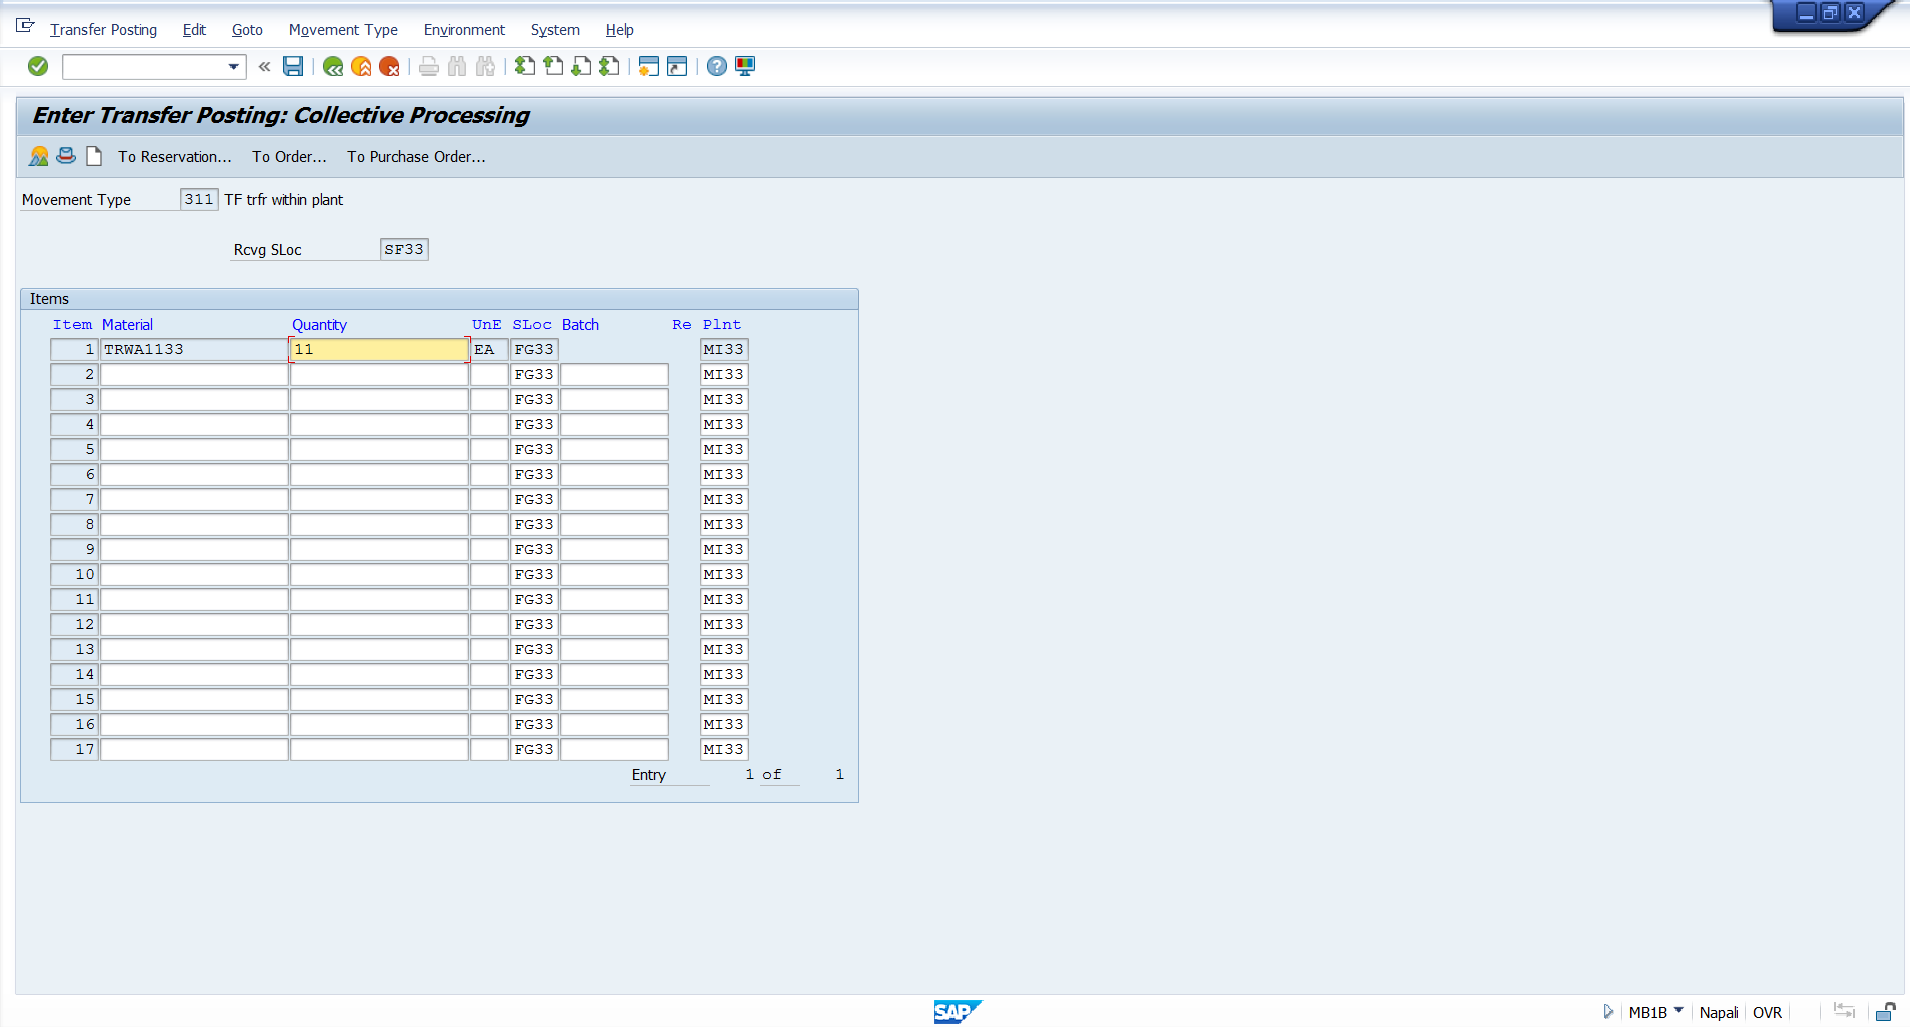 Transfer Posting Edit Goto Movement Type Environment System Help
Enter Transfer Posting: Collective Processing
To Reservation... To Order... To Purchase Order...
Movement Type 311 TF trfr within plant
Rcvg SLoc SF33
Items
Item Material Quantity UnE SLoc Batch Re Plnt
1 TRWA1133 11 EA FG33 MI33
2 FG33 MI33
3 FG33 MI33
4 FG33 MI33
5 FG33 MI33
6 FG33 MI33
7 FG33 MI33
8 FG33 MI33
9 FG33 MI33
10 FG33 MI33
11 FG33 MI33
12 FG33 MI33
13 FG33 MI33
14 FG33 MI33
15 FG33 MI33
16 FG33 MI33
17 FG33 MI33
Entry 1 of 1
SAP MB1B Napali OVR